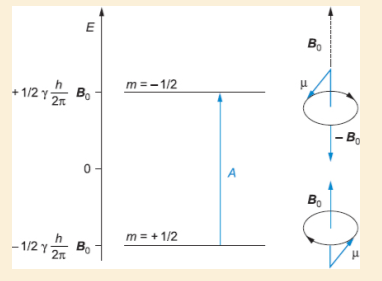 E
B₀
m = – 1/2
+ 1/2 γ h/2π B₀
μ
– B₀
0
A
B₀
m = + 1/2
– 1/2 γ h/2π B₀
μ